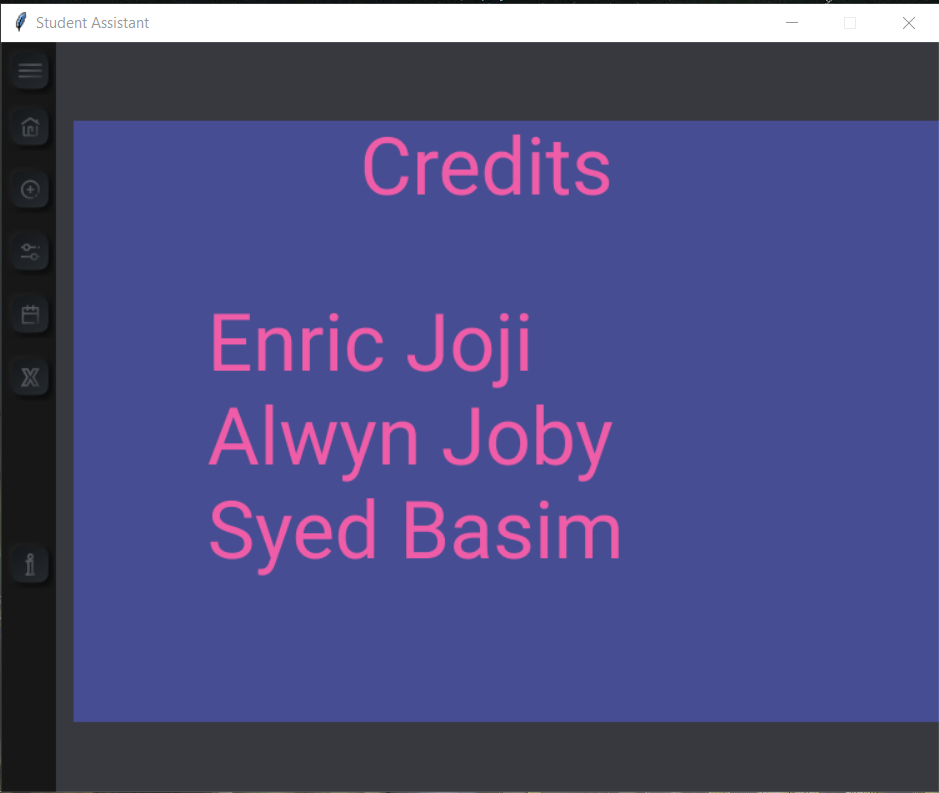 Student Assistant
Credits
Enric Joji
Alwyn Joby
Syed Basim